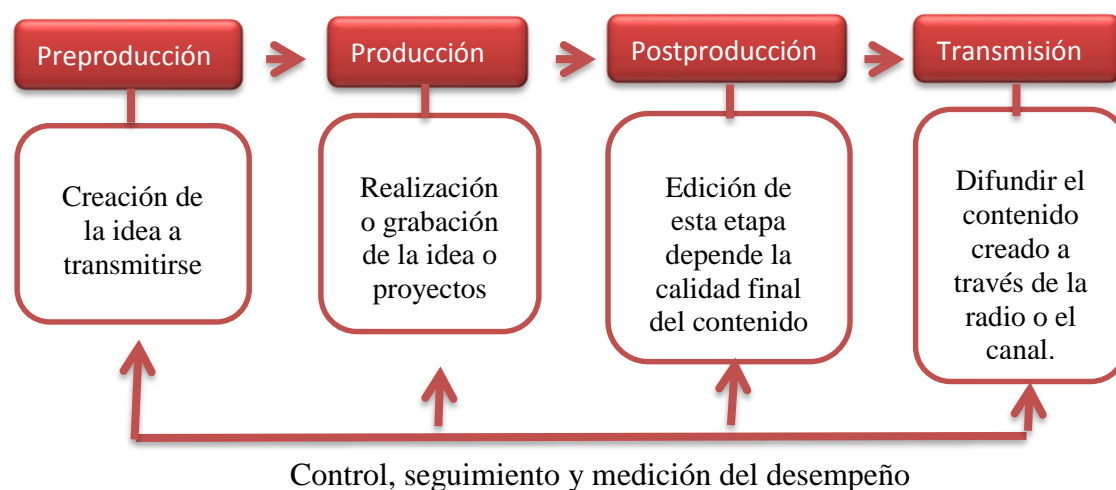 Preproducción
Producción
Postproducción
Transmisión
Creación de
la idea a
transmitirse
Realización
o grabación
de la idea o
proyectos
Edición de
esta etapa
depende la
calidad final
del contenido
Difundir el
contenido
creado a
través de la
radio o el
canal.
Control, seguimiento y medición del desempeño